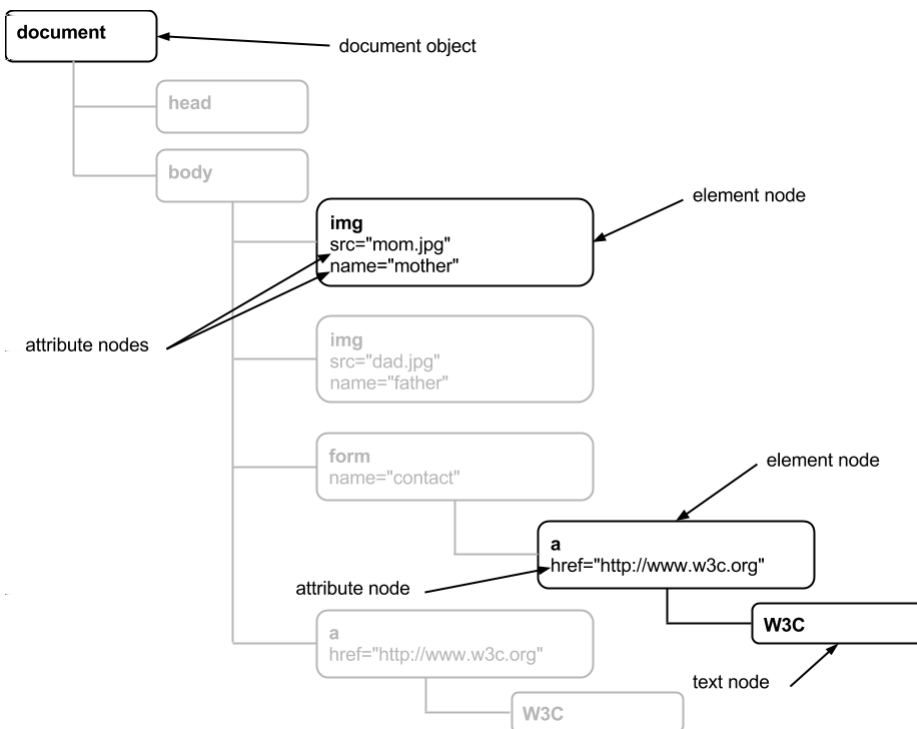 document
document object
head
body
element node
img
src="mom.jpg"
name="mother"
attribute nodes
img
src="dad.jpg"
name="father"
form
name="contact"
element node
a
href="http://www.w3c.org"
attribute node
W3C
a
href="http://www.w3c.org"
text node
W3C